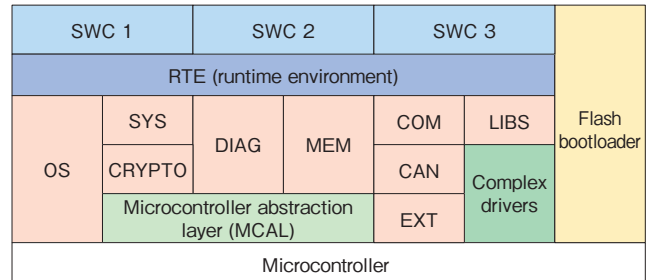 SWC 1
SWC 2
SWC 3
RTE (runtime environment)
OS
SYS
CRYPTO
DIAG
MEM
COM
CAN
EXT
LIBS
Complex
drivers
Microcontroller abstraction
layer (MCAL)
Flash
bootloader
Microcontroller